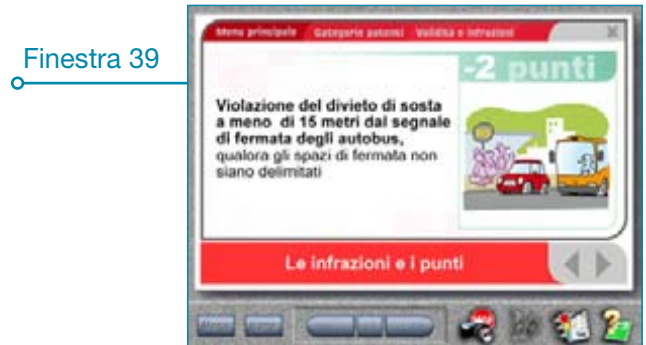 Finestra 39
Menu principale Categorie patenti Validità e infrazioni
-2 punti
Violazione del divieto di sosta
a meno di 15 metri dal segnale
di fermata degli autobus,
qualora gli spazi di fermata non
siano delimitati
Le infrazioni e i punti